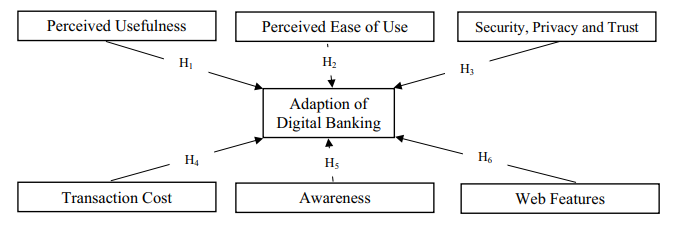 Perceived Usefulness
Perceived Ease of Use
Security, Privacy and Trust
H1
H2
H3
Adaption of
Digital Banking
H4
H5
H6
Transaction Cost
Awareness
Web Features